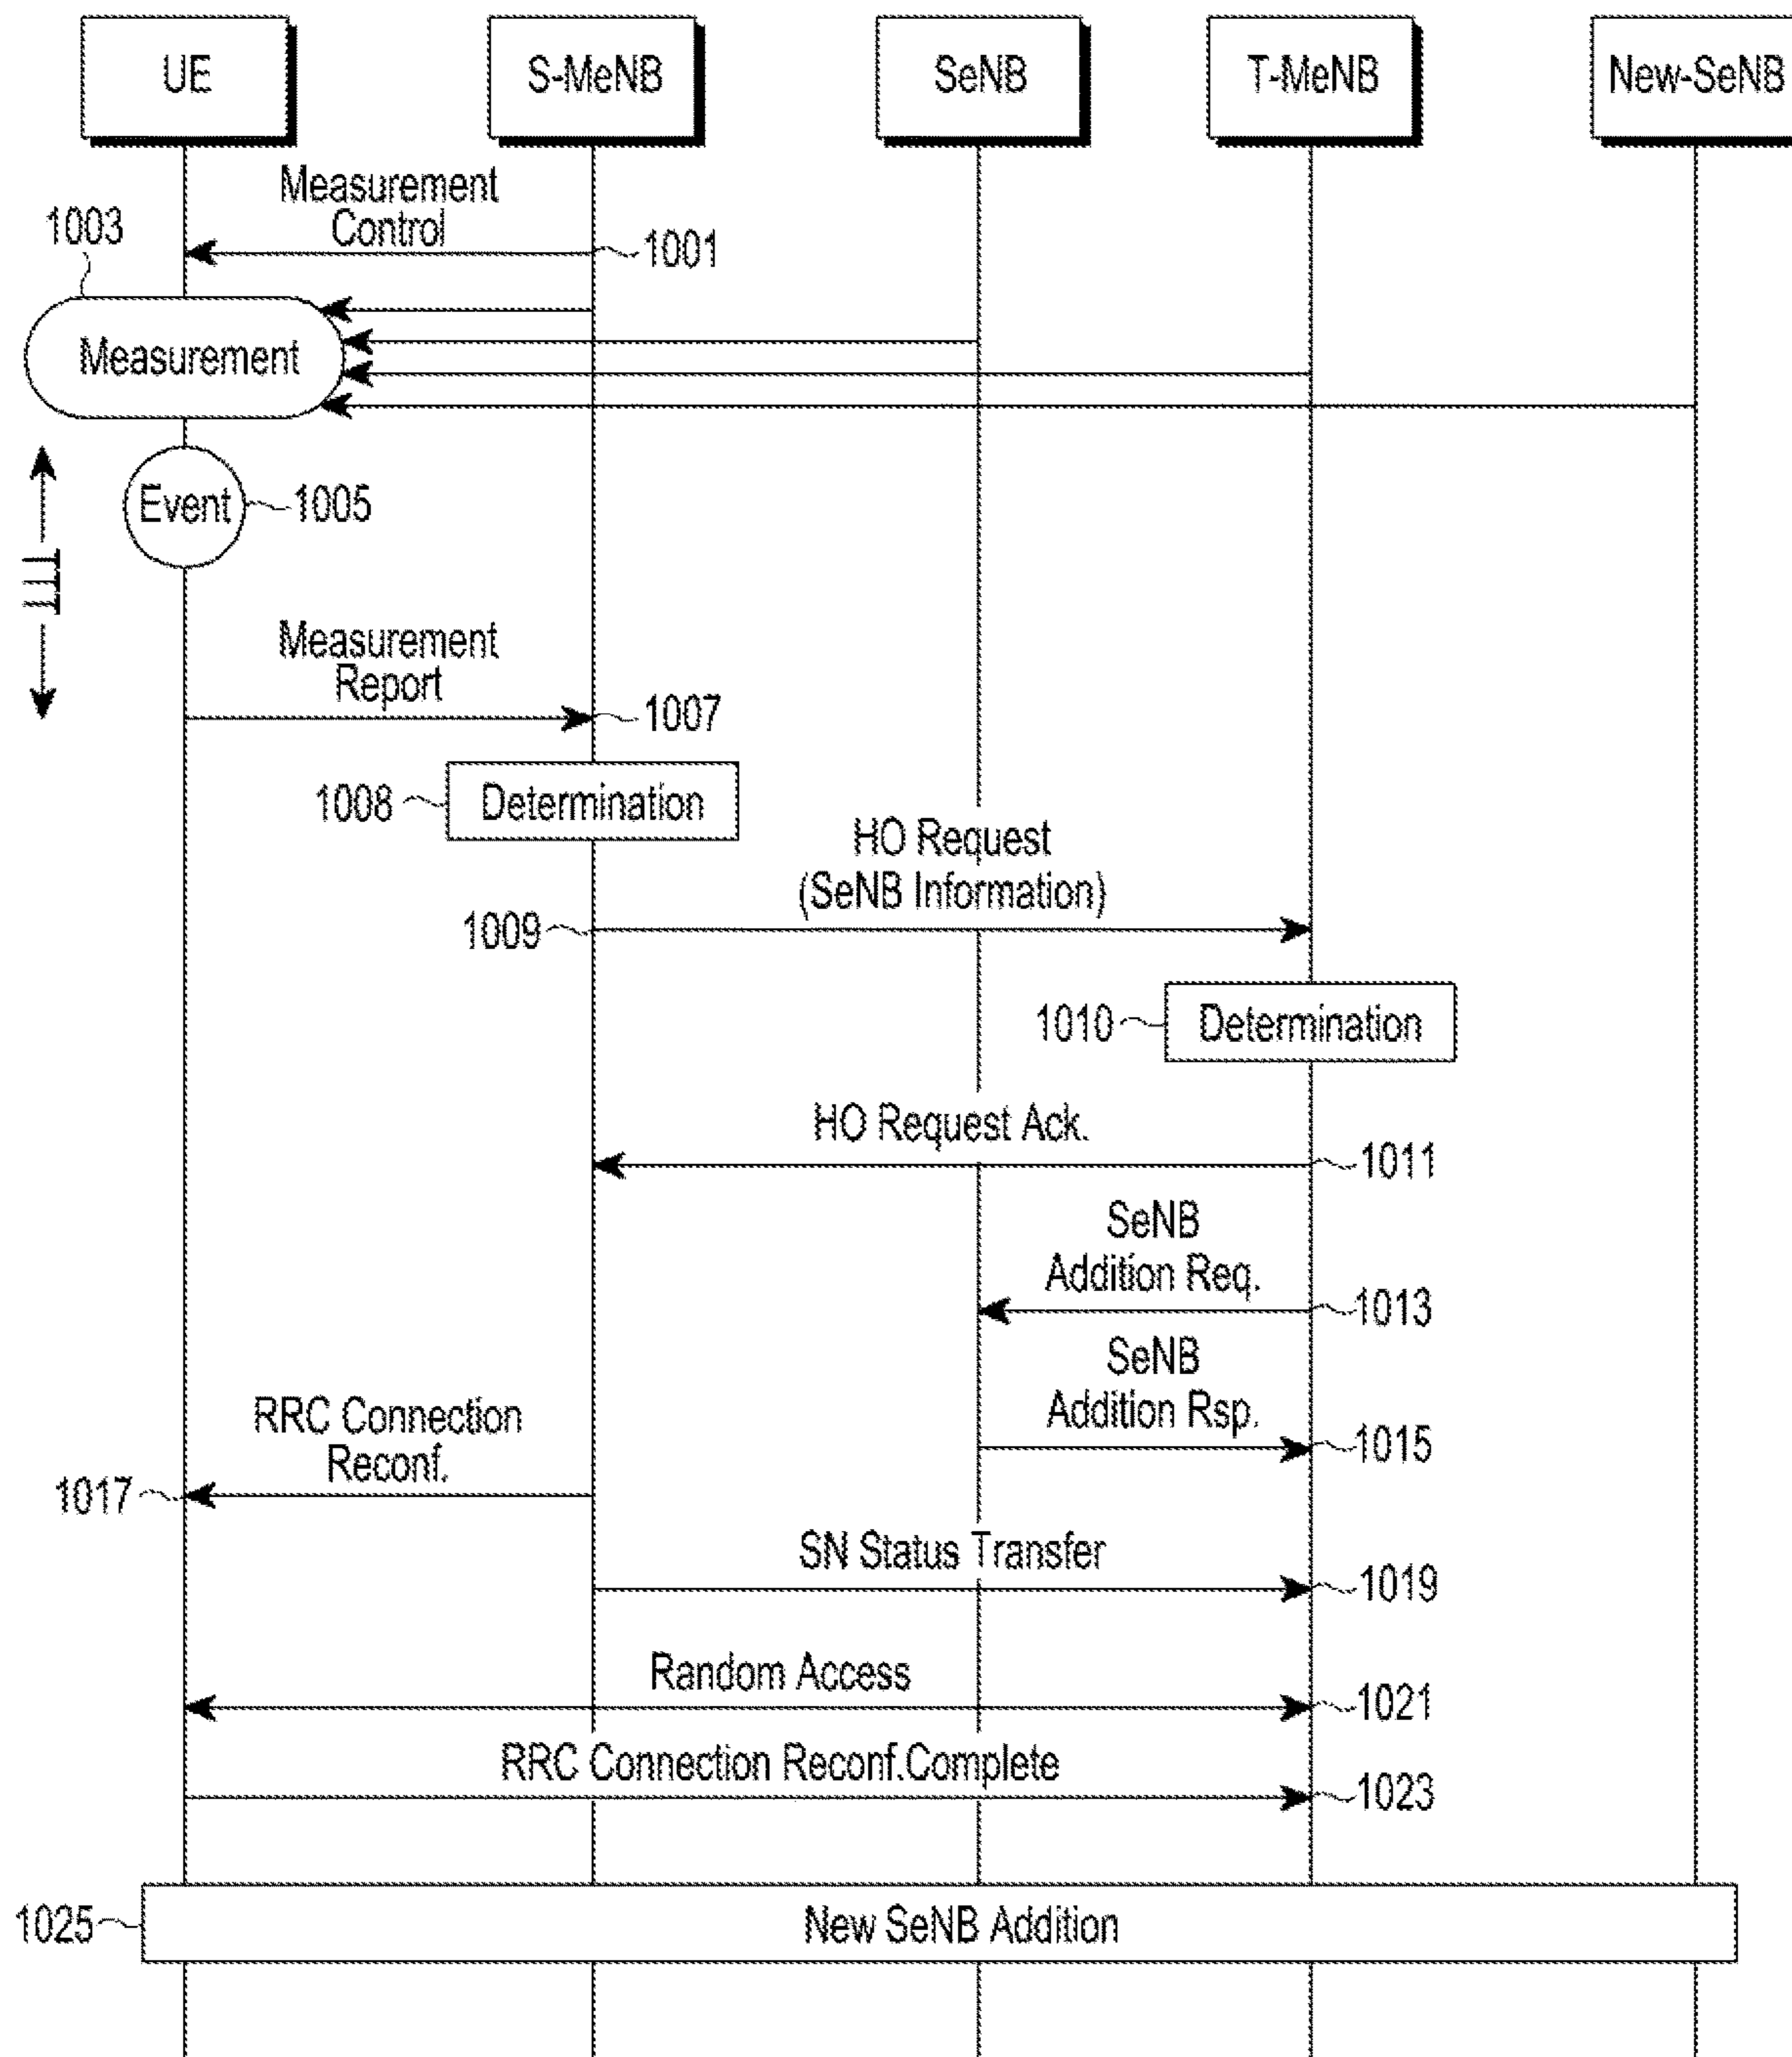 UE
S-MeNB
SeNB
T-MeNB
New-SeNB
Measurement
Control
1003
1001
Measurement
Event
1005
TTT
Measurement
Report
1007
1008
Determination
HO Request
(SeNB Information)
1009
1010
Determination
HO Request Ack.
1011
SeNB
Addition Req.
1013
SeNB
Addition Rsp.
1015
RRC Connection
Reconf.
1017
SN Status Transfer
1019
Random Access
1021
RRC Connection Reconf.Complete
1023
1025
New SeNB Addition